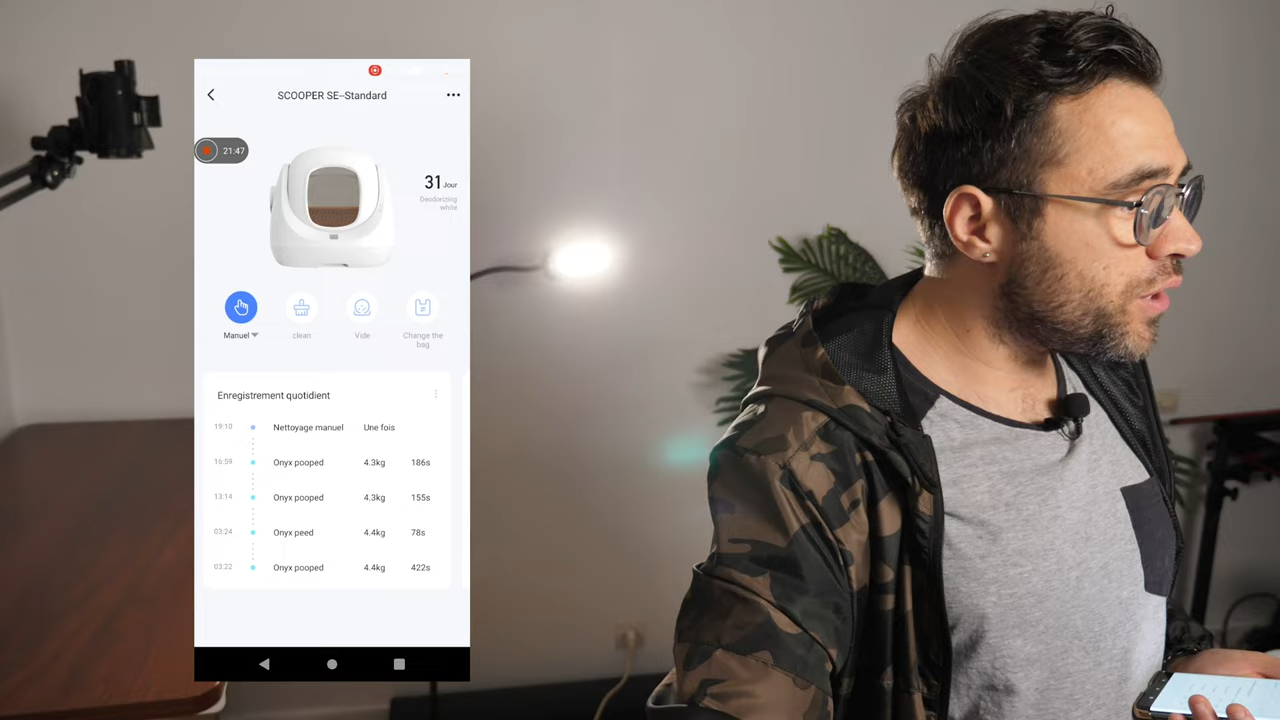 SCOOPER SE--Standard
21:47
31 Jour
Deodorizing
white
Manuel
clean
Vide
Change the
bag
Enregistrement quotidien
19:10 Nettoyage manuel Une fois
16:59 Onyx pooped 4.3kg 186s
13:14 Onyx pooped 4.3kg 155s
03:24 Onyx peed 4.4kg 78s
03:22 Onyx pooped 4.4kg 422s